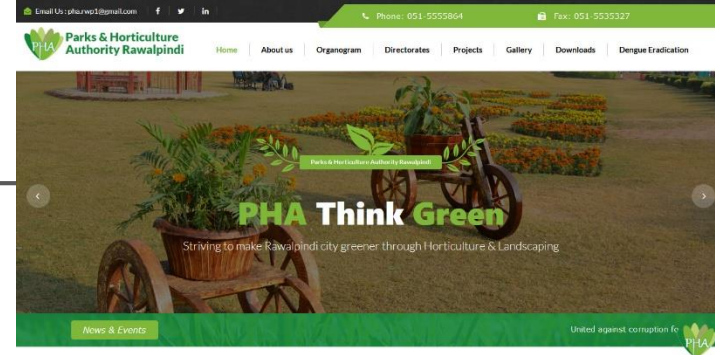 Email Us : pha.rwp1@gmail.com
Phone: 051-5555864
Fax: 051-5535327
PHA
Parks & Horticulture
Authority Rawalpindi
Home
About us
Organogram
Directorates
Projects
Gallery
Downloads
Dengue Eradication
Parks & Horticulture Authority Rawalpindi
PHA Think Green
Striving to make Rawalpindi city greener through Horticulture & Landscaping
News & Events
United against corruption fo
PHA